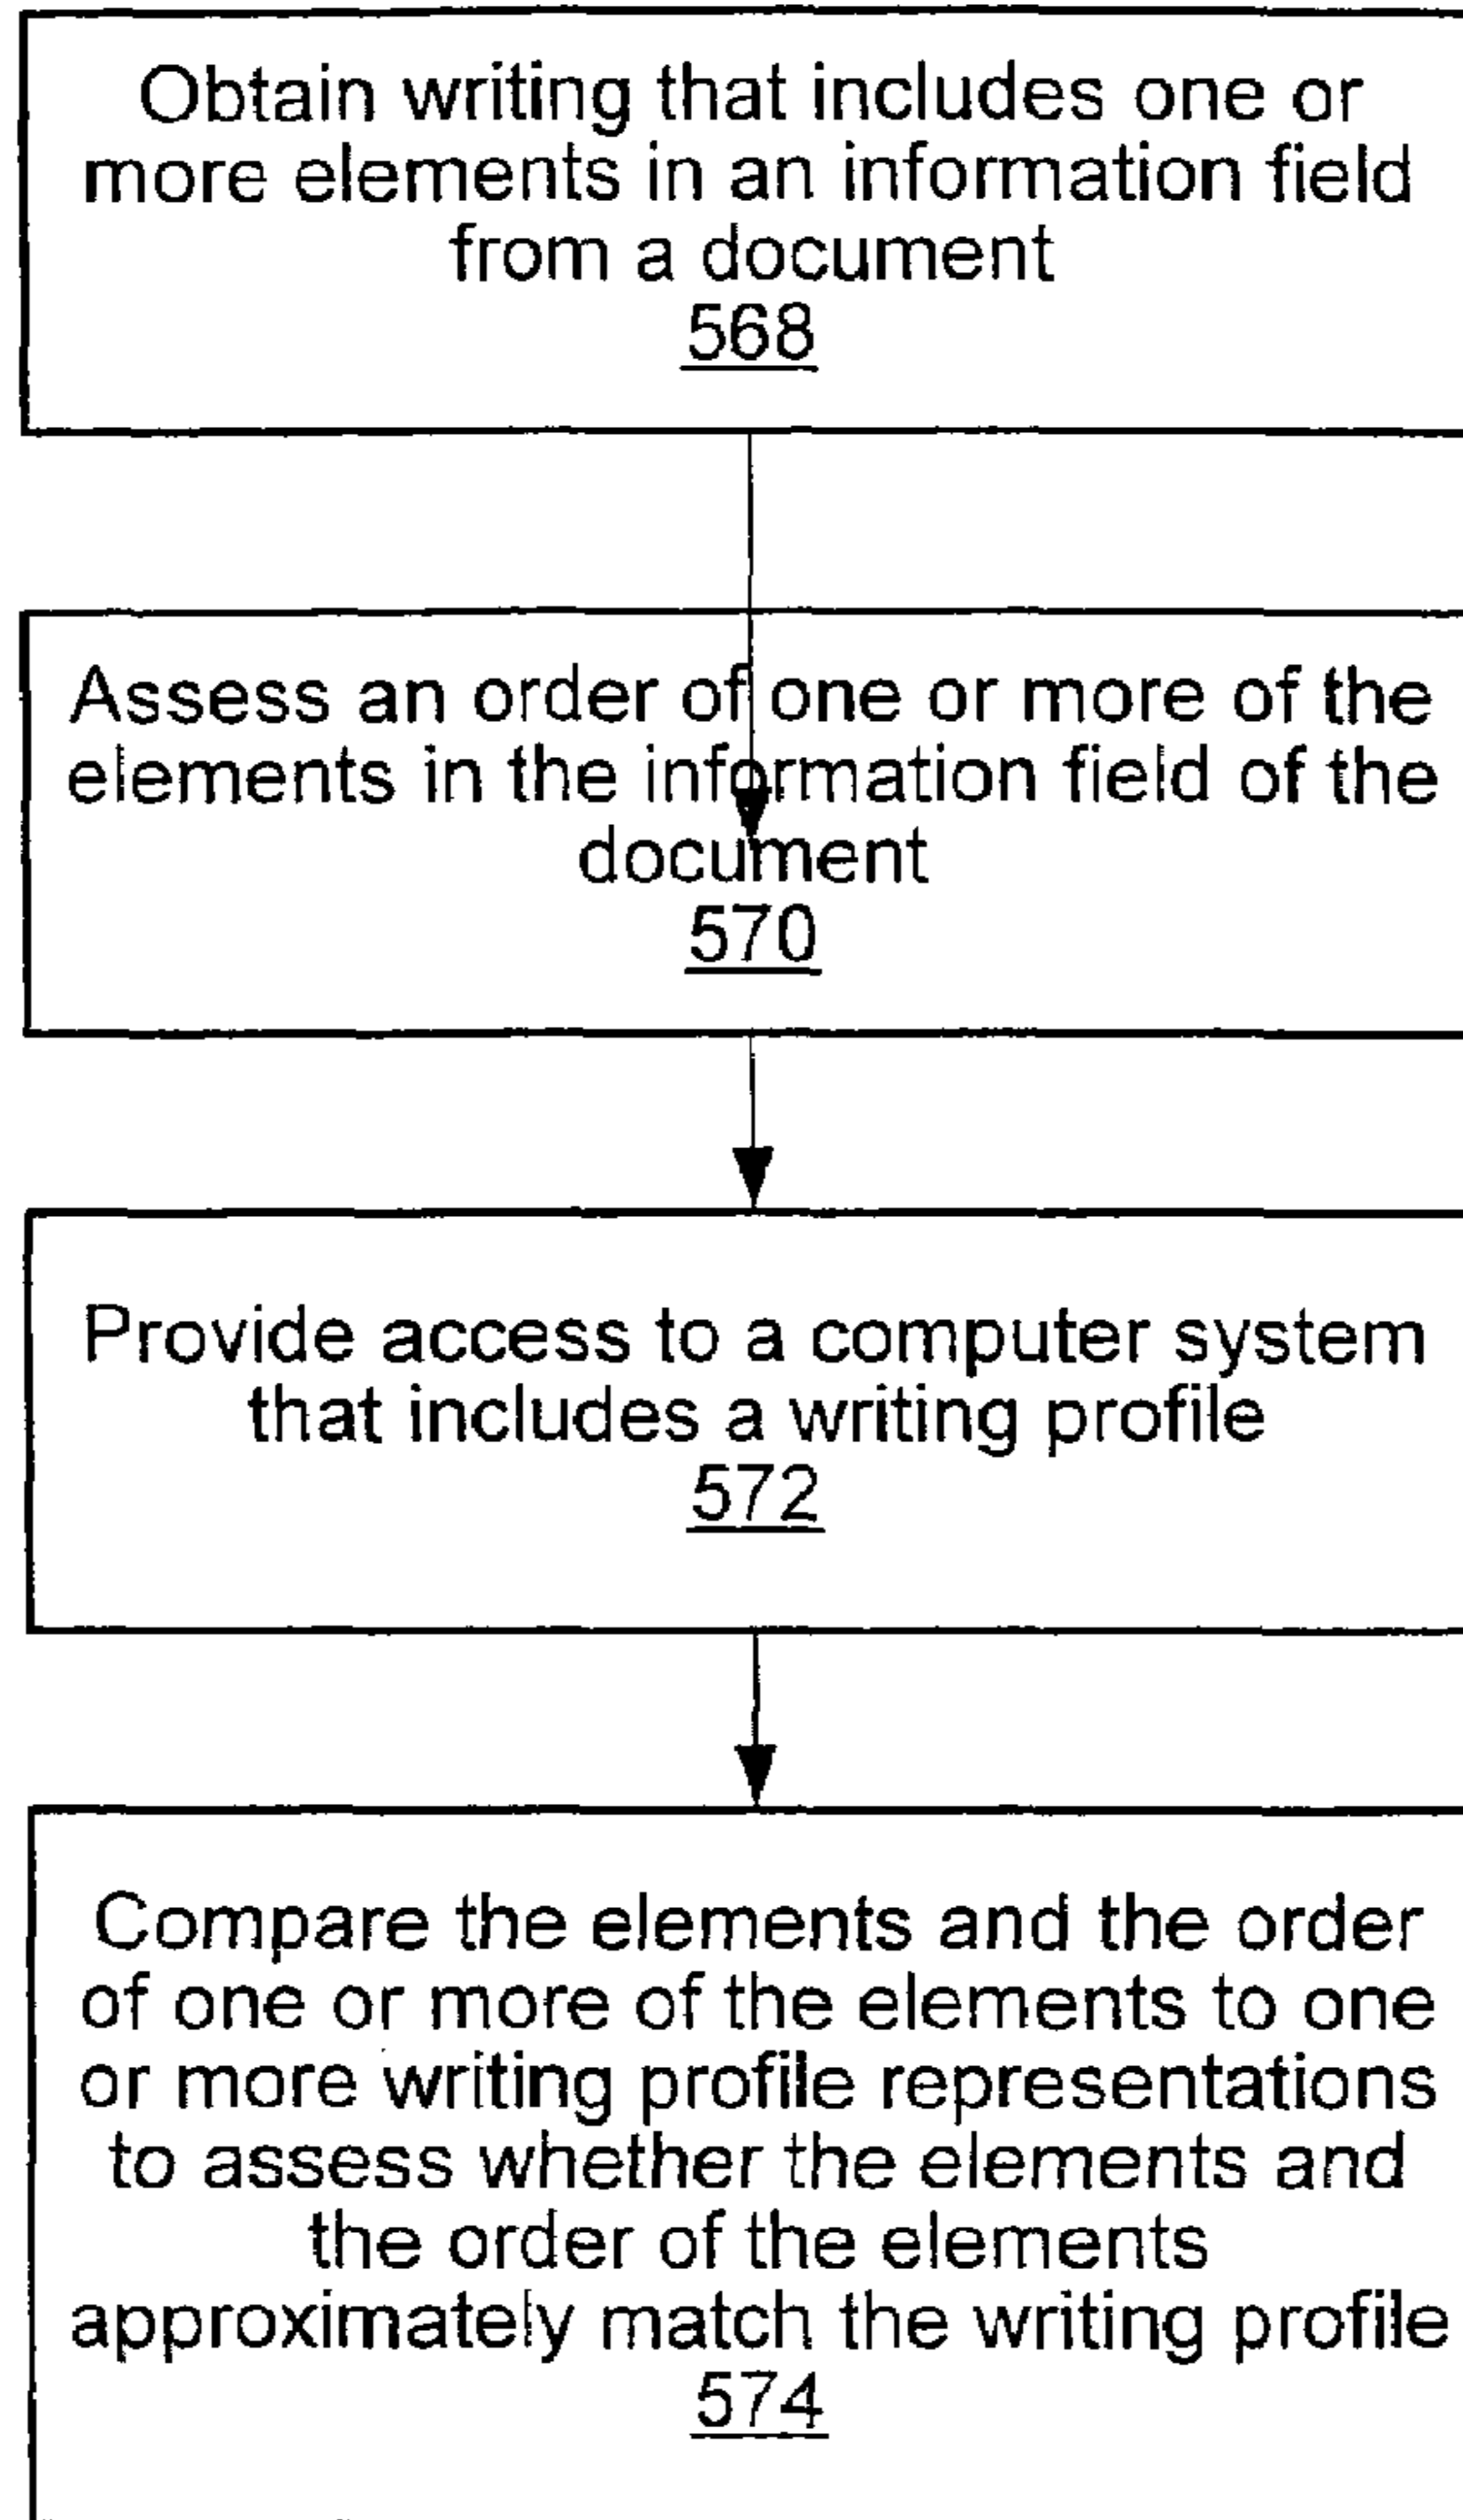 Obtain writing that includes one or
more elements in an information field
from a document
568
Assess an order of one or more of the
elements in the information field of the
document
570
Provide access to a computer system
that includes a writing profile
572
Compare the elements and the order
of one or more of the elements to one
or more writing profile representations
to assess whether the elements and
the order of the elements
approximately match the writing profile
574